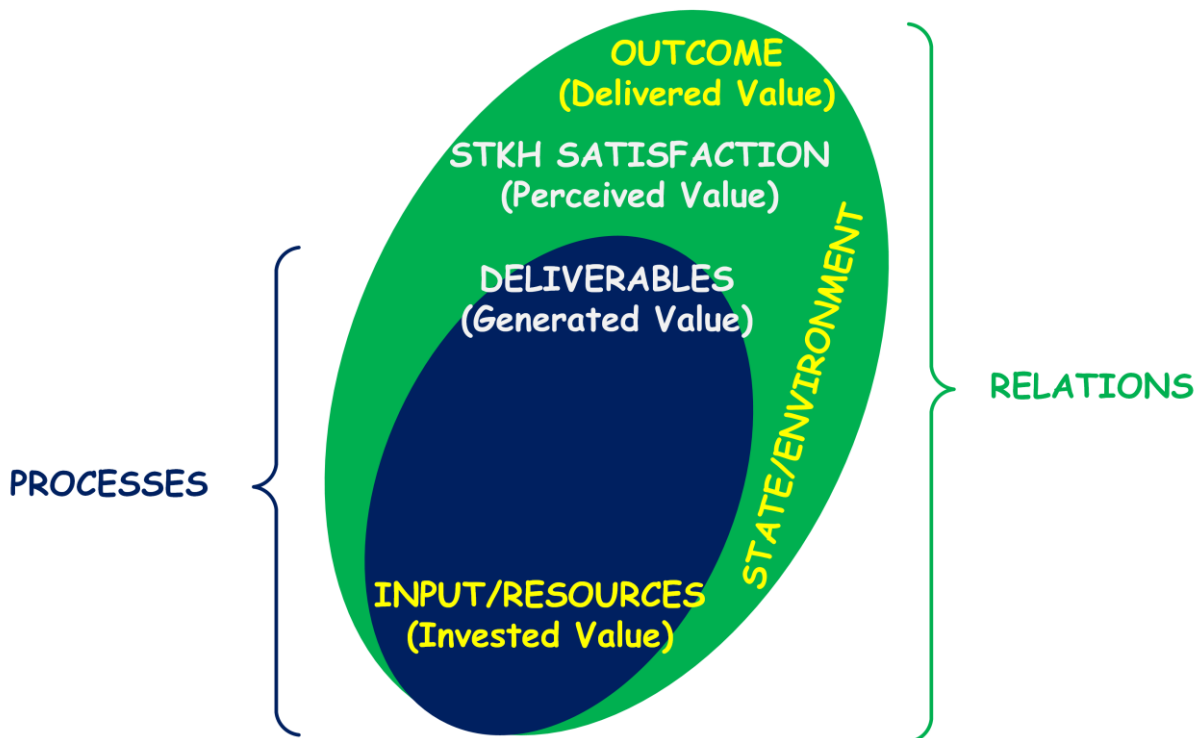 OUTCOME
(Delivered Value)
STKH SATISFACTION
(Perceived Value)
DELIVERABLES
(Generated Value)
STATE/ENVIRONMENT
RELATIONS
PROCESSES
INPUT/RESOURCES
(Invested Value)